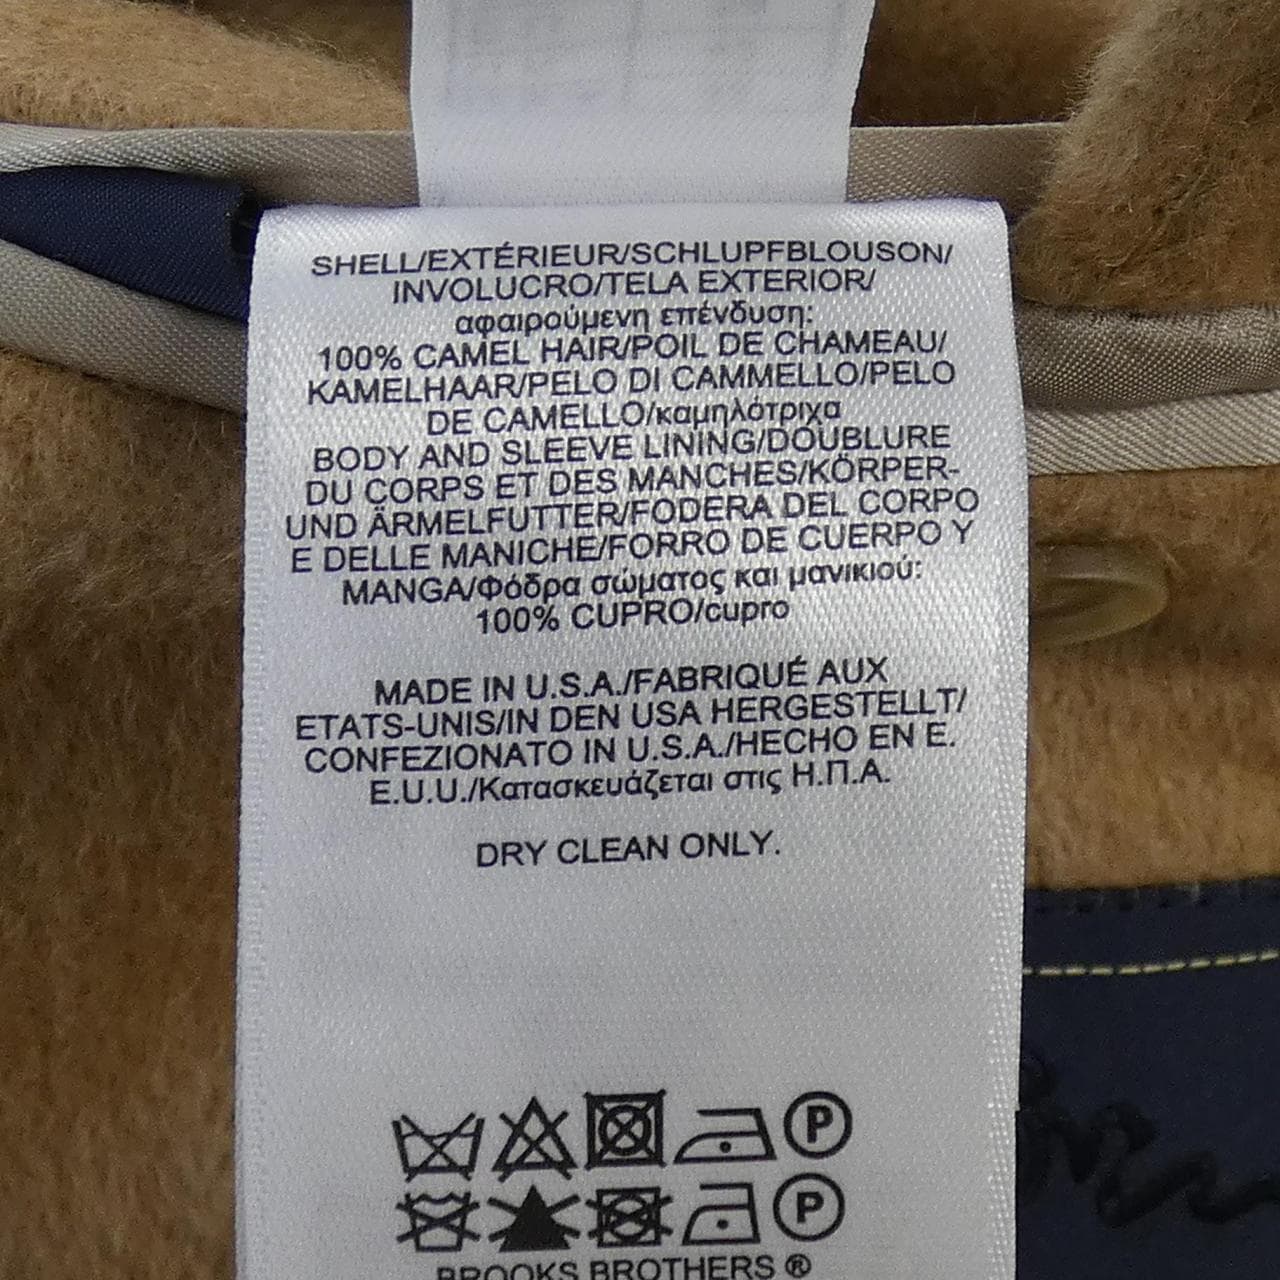 SHELL/EXTÉRIEUR/SCHLUPFBLOUSON/
INVOLUCRO/TELA EXTERIOR/
αφαιρούμενη επένδυση:
100% CAMEL HAIR/POIL DE CHAMEAU/
KAMELHAAR/PELO DI CAMMELLO/PELO
DE CAMELLO/καμηλότριχα
BODY AND SLEEVE LINING/DOUBLURE
DU CORPS ET DES MANCHES/KÖRPER-
UND ÄRMELFUTTER/FODERA DEL CORPO
E DELLE MANICHE/FORRO DE CUERPO Y
MANGA/Φόδρα σώματος και μανικιού:
100% CUPRO/cupro
MADE IN U.S.A./FABRIQUÉ AUX
ETATS-UNIS/IN DEN USA HERGESTELLT/
CONFEZIONATO IN U.S.A./HECHO EN E.
E.U.U./Κατασκευάζεται στις Η.Π.Α.
DRY CLEAN ONLY.
P
P
BROOKS BROTHERS ®